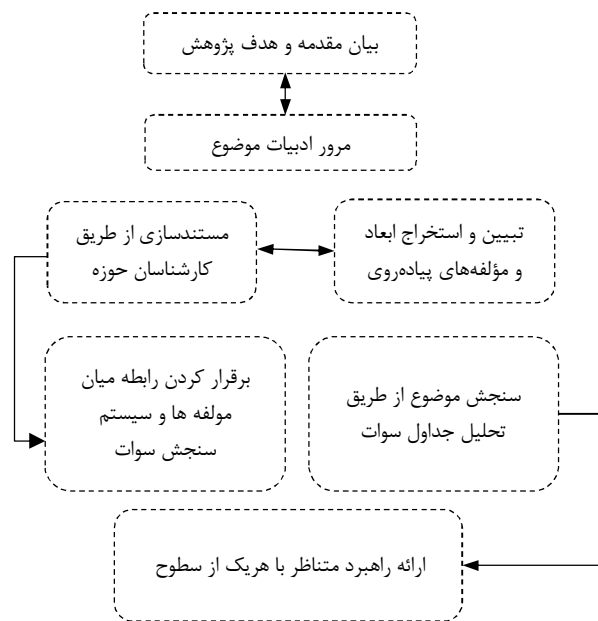 بیان مقدمه و هدف پژوهش
مرور ادبیات موضوع
تبیین و استخراج ابعاد
و مؤلفه‌های پیاده‌روی
مستندسازی از طریق
کارشناسان حوزه
برقرار کردن رابطه میان
مولفه ها و سیستم
سنجش سوات
سنجش موضوع از طریق
تحلیل جداول سوات
ارائه راهبرد متناظر با هریک از سطوح